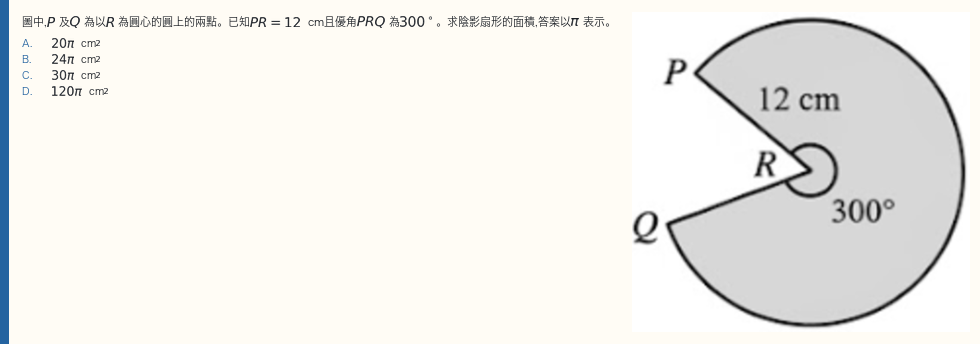 圖中,P 及Q 為以R 為圓心的圓上的兩點。已知PR = 12 cm且優角PRQ 為300°。求陰影扇形的面積,答案以π 表示。
A. 20π cm2
B. 24π cm2
C. 30π cm2
D. 120π cm2
P
12 cm
R
300°
Q